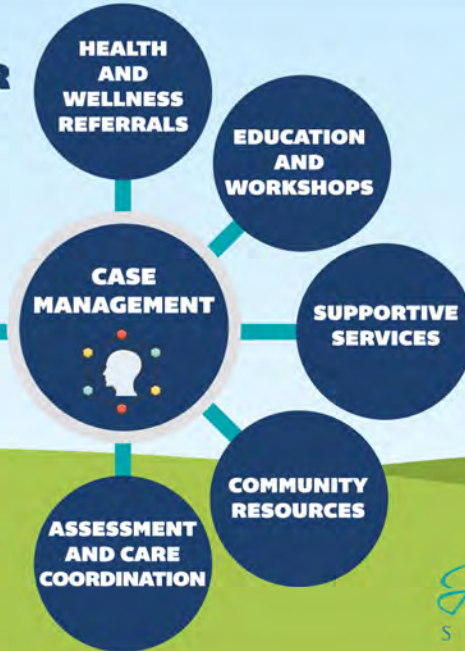 R
HEALTH
AND
WELLNESS
REFERRALS
EDUCATION
AND
WORKSHOPS
CASE
MANAGEMENT
SUPPORTIVE
SERVICES
COMMUNITY
RESOURCES
ASSESSMENT
AND CARE
COORDINATION
S